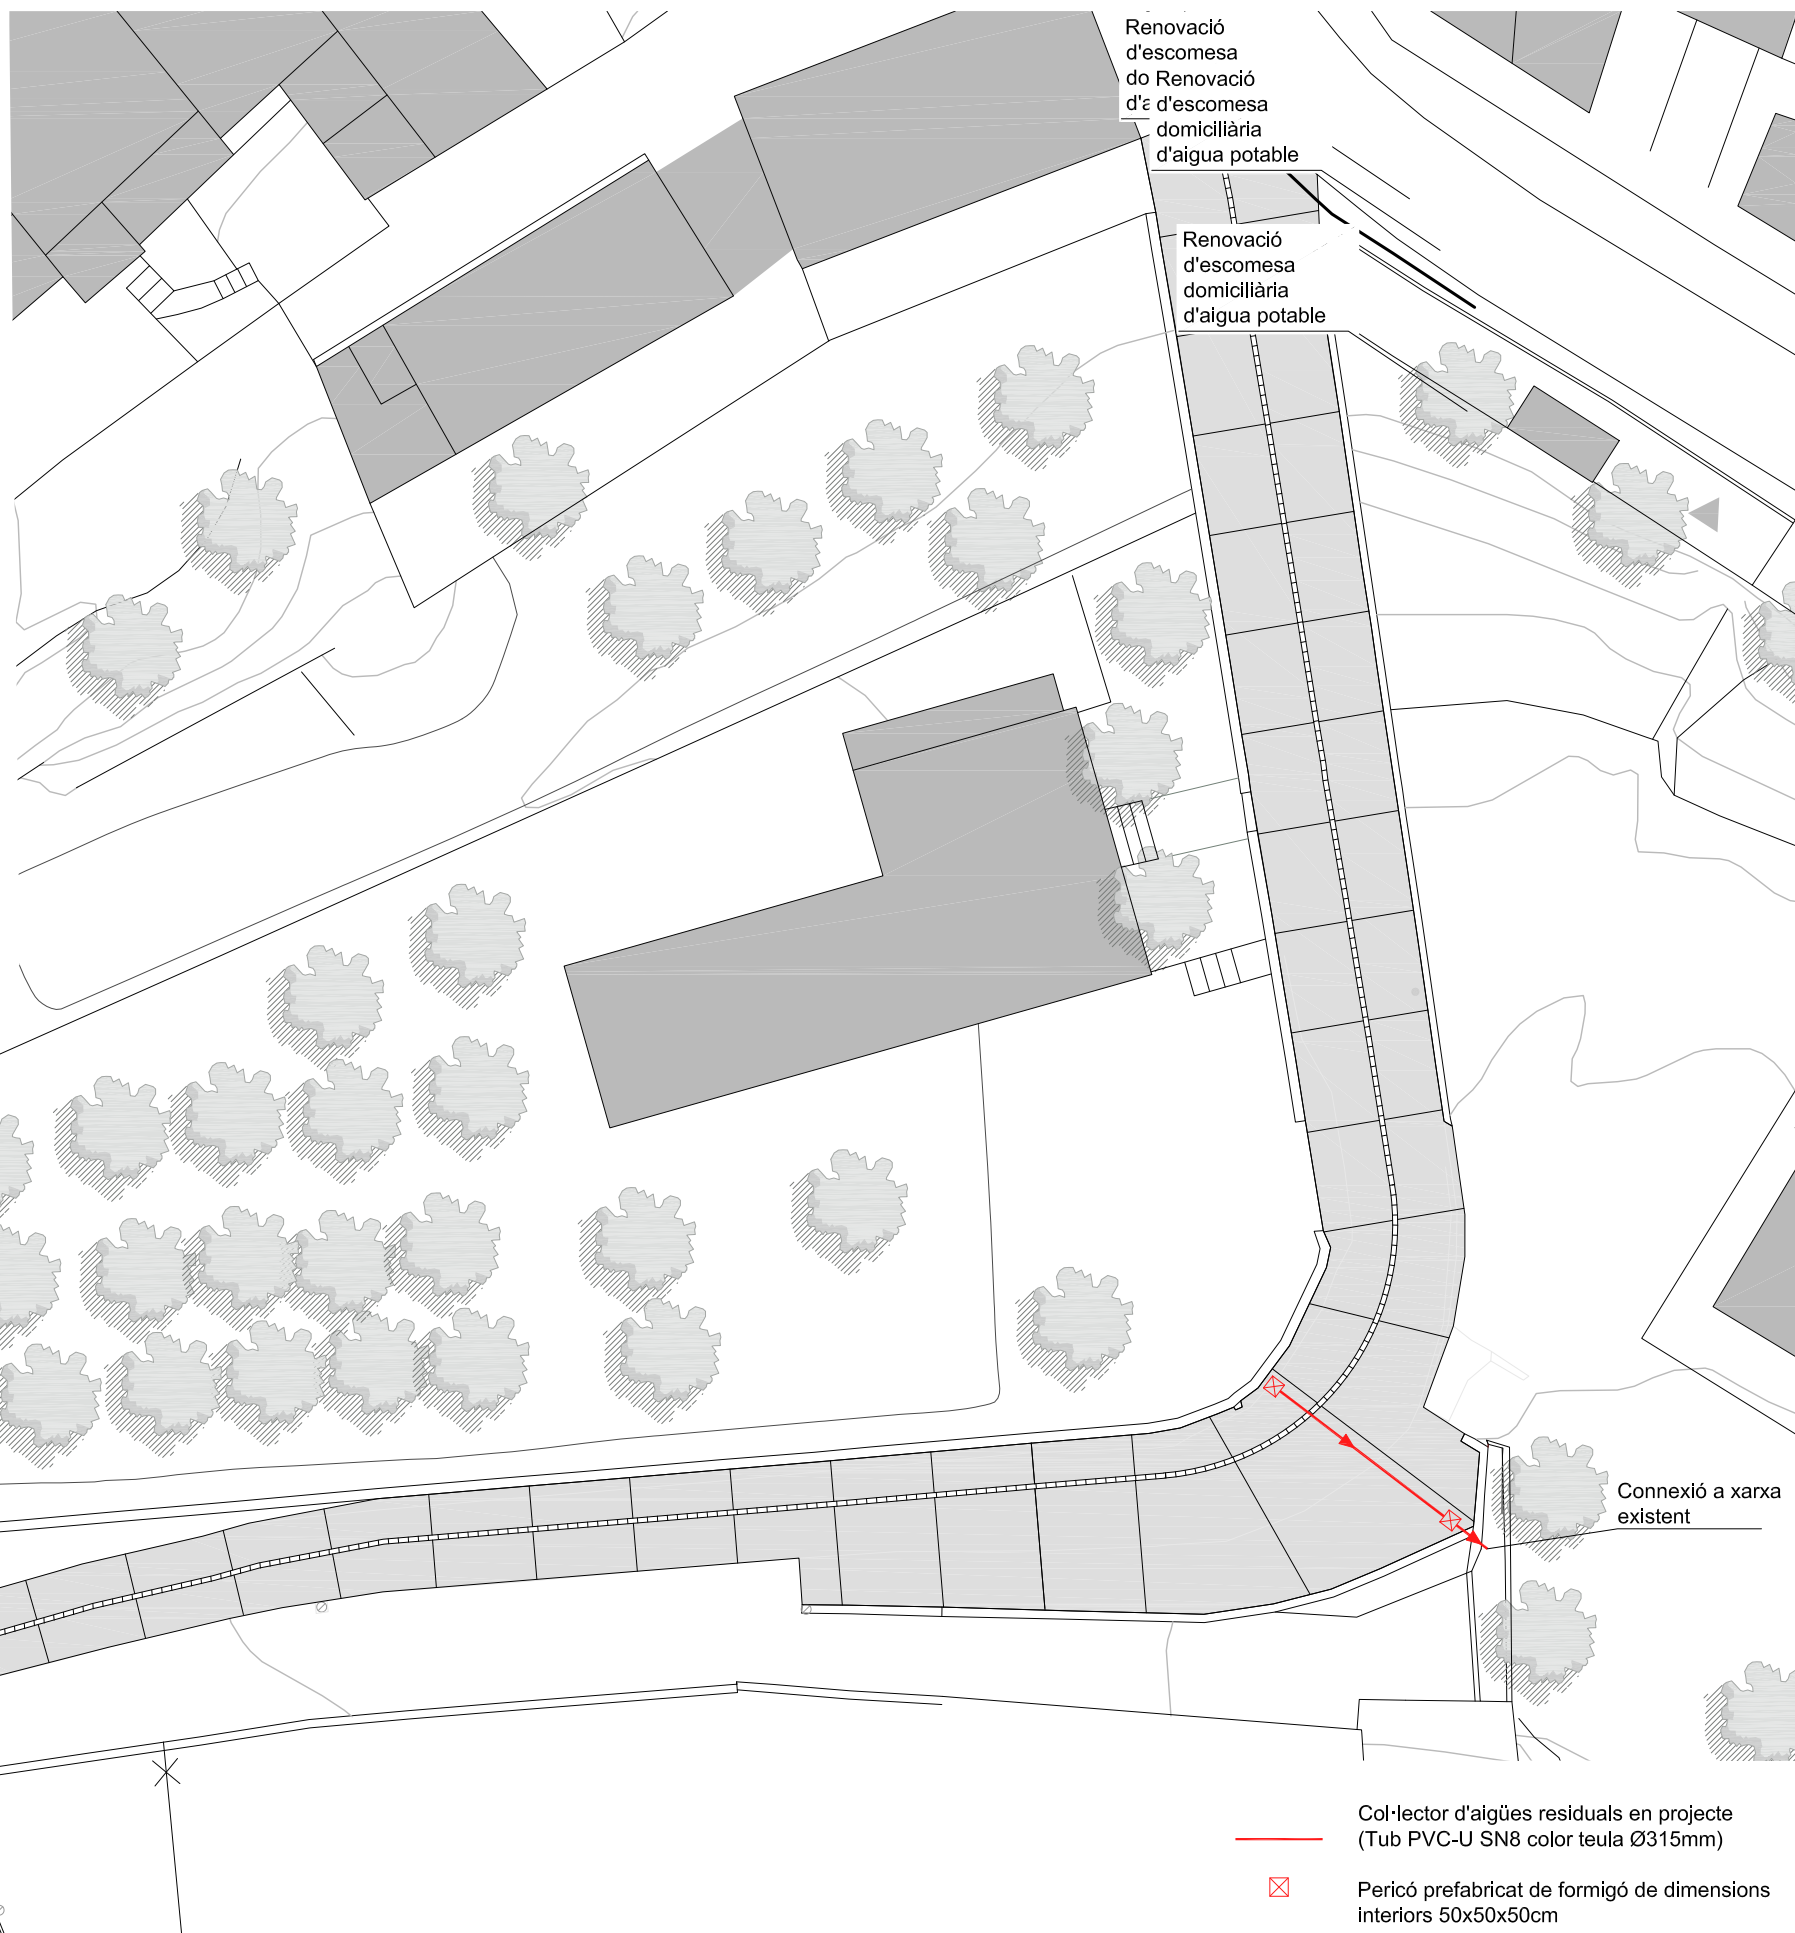 Renovació
d'escomesa
do
d'a
Renovació
d'escomesa
domiciliària
d'aigua potable
Renovació
d'escomesa
domiciliària
d'aigua potable
Connexió a xarxa
existent
Col·lector d'aigües residuals en projecte
(Tub PVC-U SN8 color teula Ø315mm)
Pericó prefabricat de formigó de dimensions
interiors 50x50x50cm